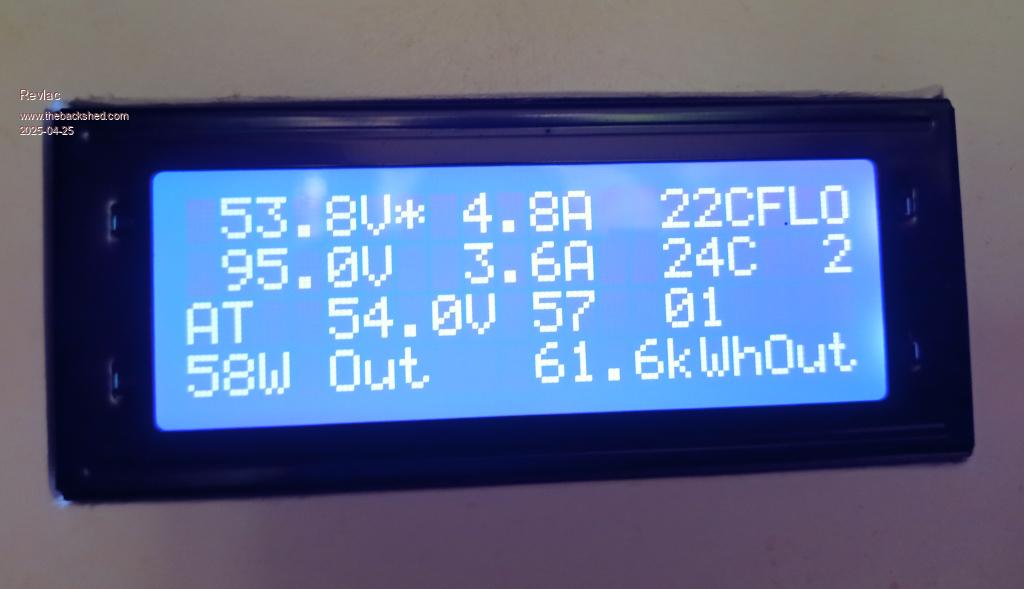 Revlac
www.thebackshed.com
2025-04-25
53.8V* 4.8A 22CFLO
95.0V 3.6A 24C 2
AT 54.0V 57 01
58W Out 61.6kWhOut